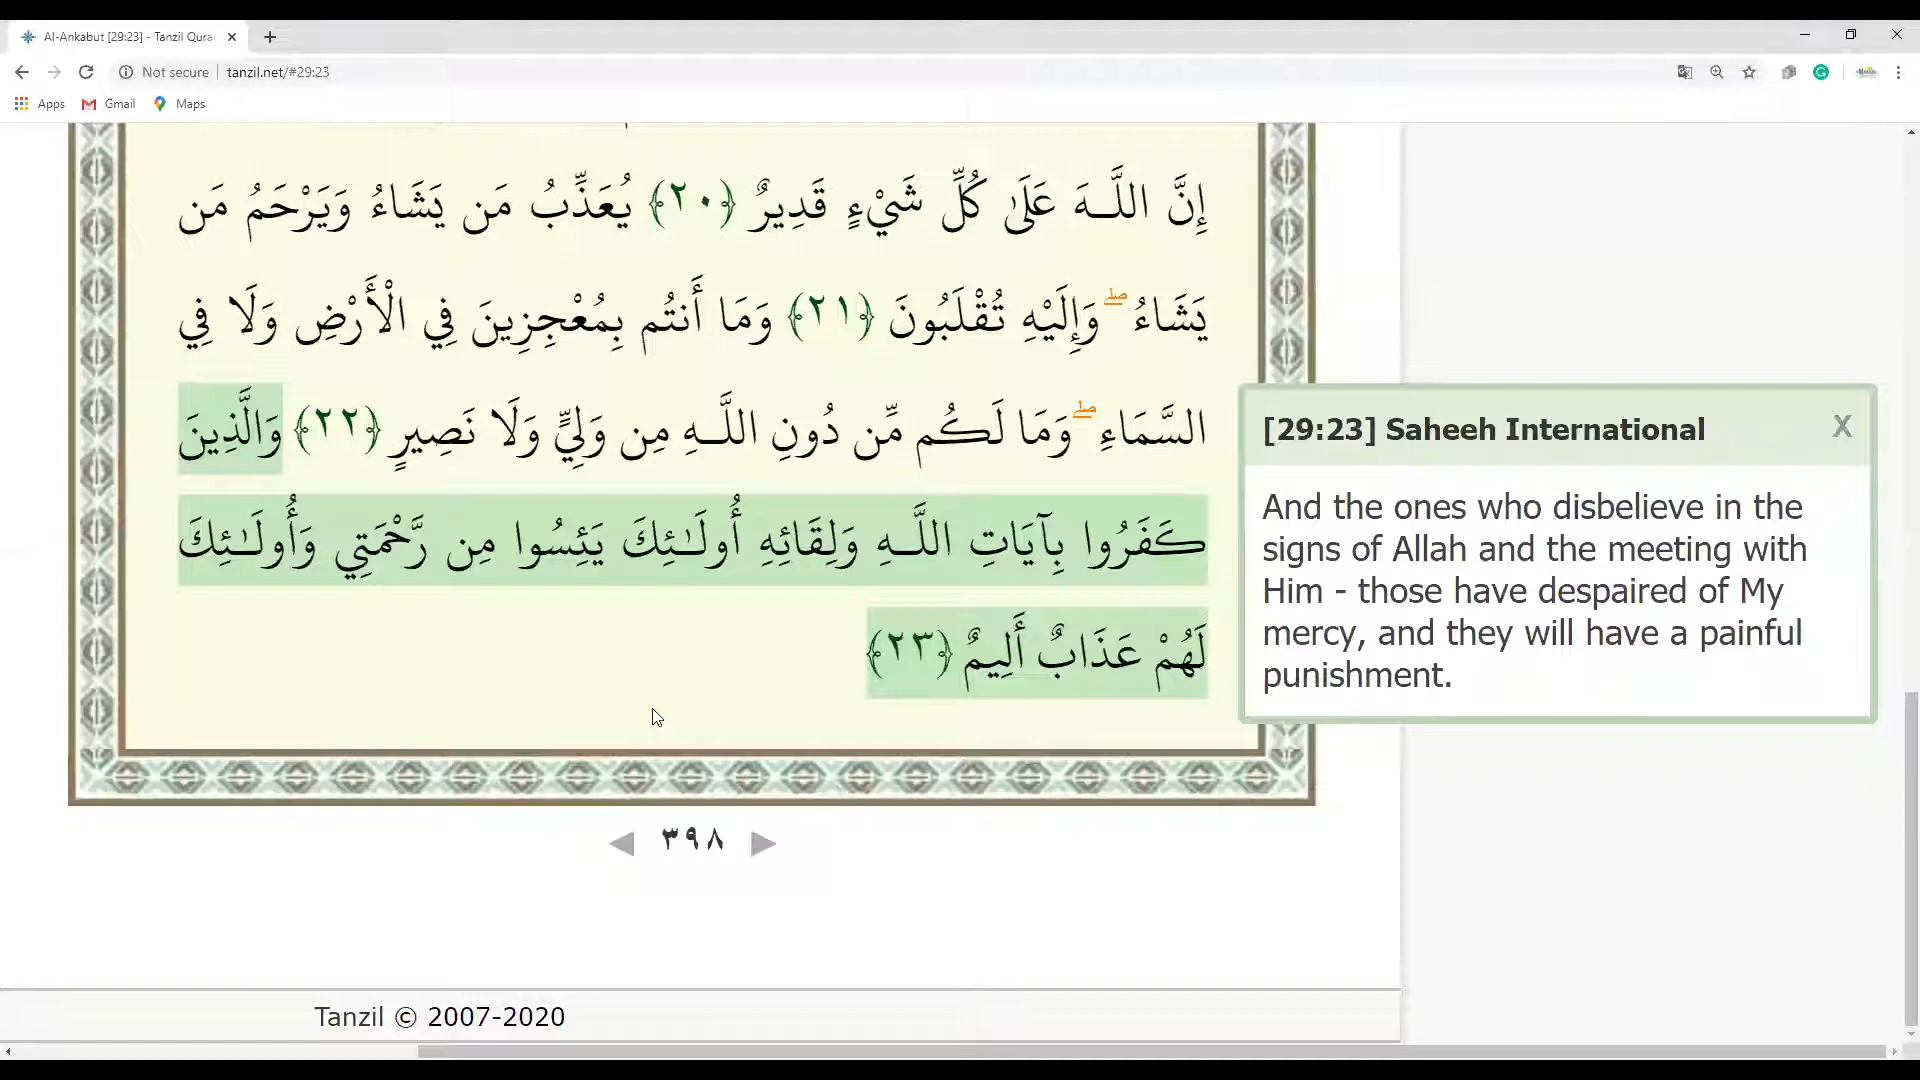 Al-Ankabut [29:23] - Tanzil Qura
Not secure
tanzil.net/#29:23
Apps
Gmail
Maps
إِنَّ اللَّـهَ عَلَىٰ كُلِّ شَيْءٍ قَدِيرٌ ﴿٢٠﴾ يُعَذِّبُ مَن يَشَاءُ وَيَرْحَمُ مَن
يَشَاءُ ۖ وَإِلَيْهِ تُقْلَبُونَ ﴿٢١﴾ وَمَا أَنتُم بِمُعْجِزِينَ فِي الْأَرْضِ وَلَا فِي
السَّمَاءِ ۖ وَمَا لَكُم مِّن دُونِ اللَّـهِ مِن وَلِيٍّ وَلَا نَصِيرٍ ﴿٢٢﴾ وَالَّذِينَ
كَفَرُوا بِآيَاتِ اللَّـهِ وَلِقَائِهِ أُولَـٰئِكَ يَئِسُوا مِن رَّحْمَتِي وَأُولَـٰئِكَ
لَهُمْ عَذَابٌ أَلِيمٌ ﴿٢٣﴾
[29:23] Saheeh International X
And the ones who disbelieve in the
signs of Allah and the meeting with
Him - those have despaired of My
mercy, and they will have a painful
punishment.
٣٩٨
Tanzil © 2007-2020